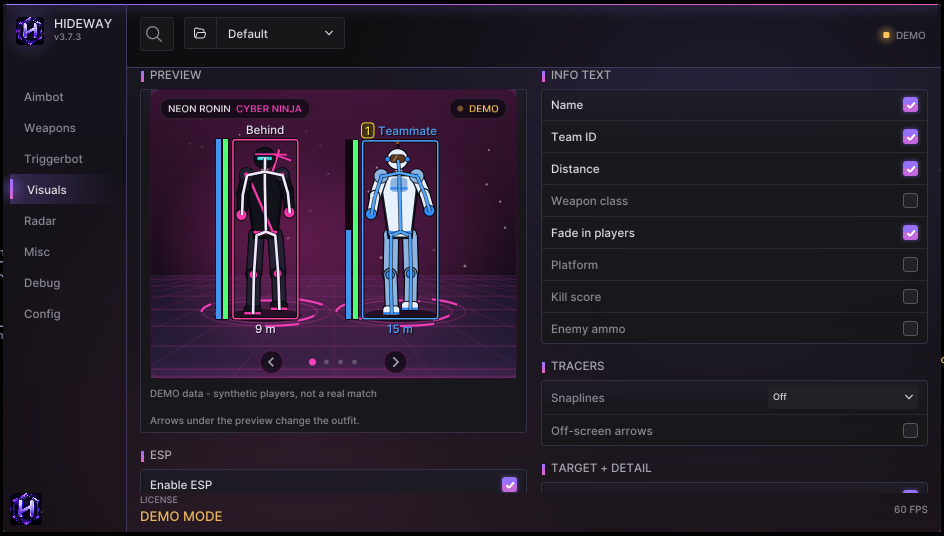 HIDEWAY
v3.7.3
Default
DEMO
Aimbot
Weapons
Triggerbot
Visuals
Radar
Misc
Debug
Config
PREVIEW
NEON RONIN CYBER NINJA
DEMO
Behind
1 Teammate
9 m
15 m
DEMO data - synthetic players, not a real match
Arrows under the preview change the outfit.
ESP
Enable ESP
INFO TEXT
Name
Team ID
Distance
Weapon class
Fade in players
Platform
Kill score
Enemy ammo
TRACERS
Snaplines
Off
Off-screen arrows
TARGET + DETAIL
LICENSE
DEMO MODE
60 FPS